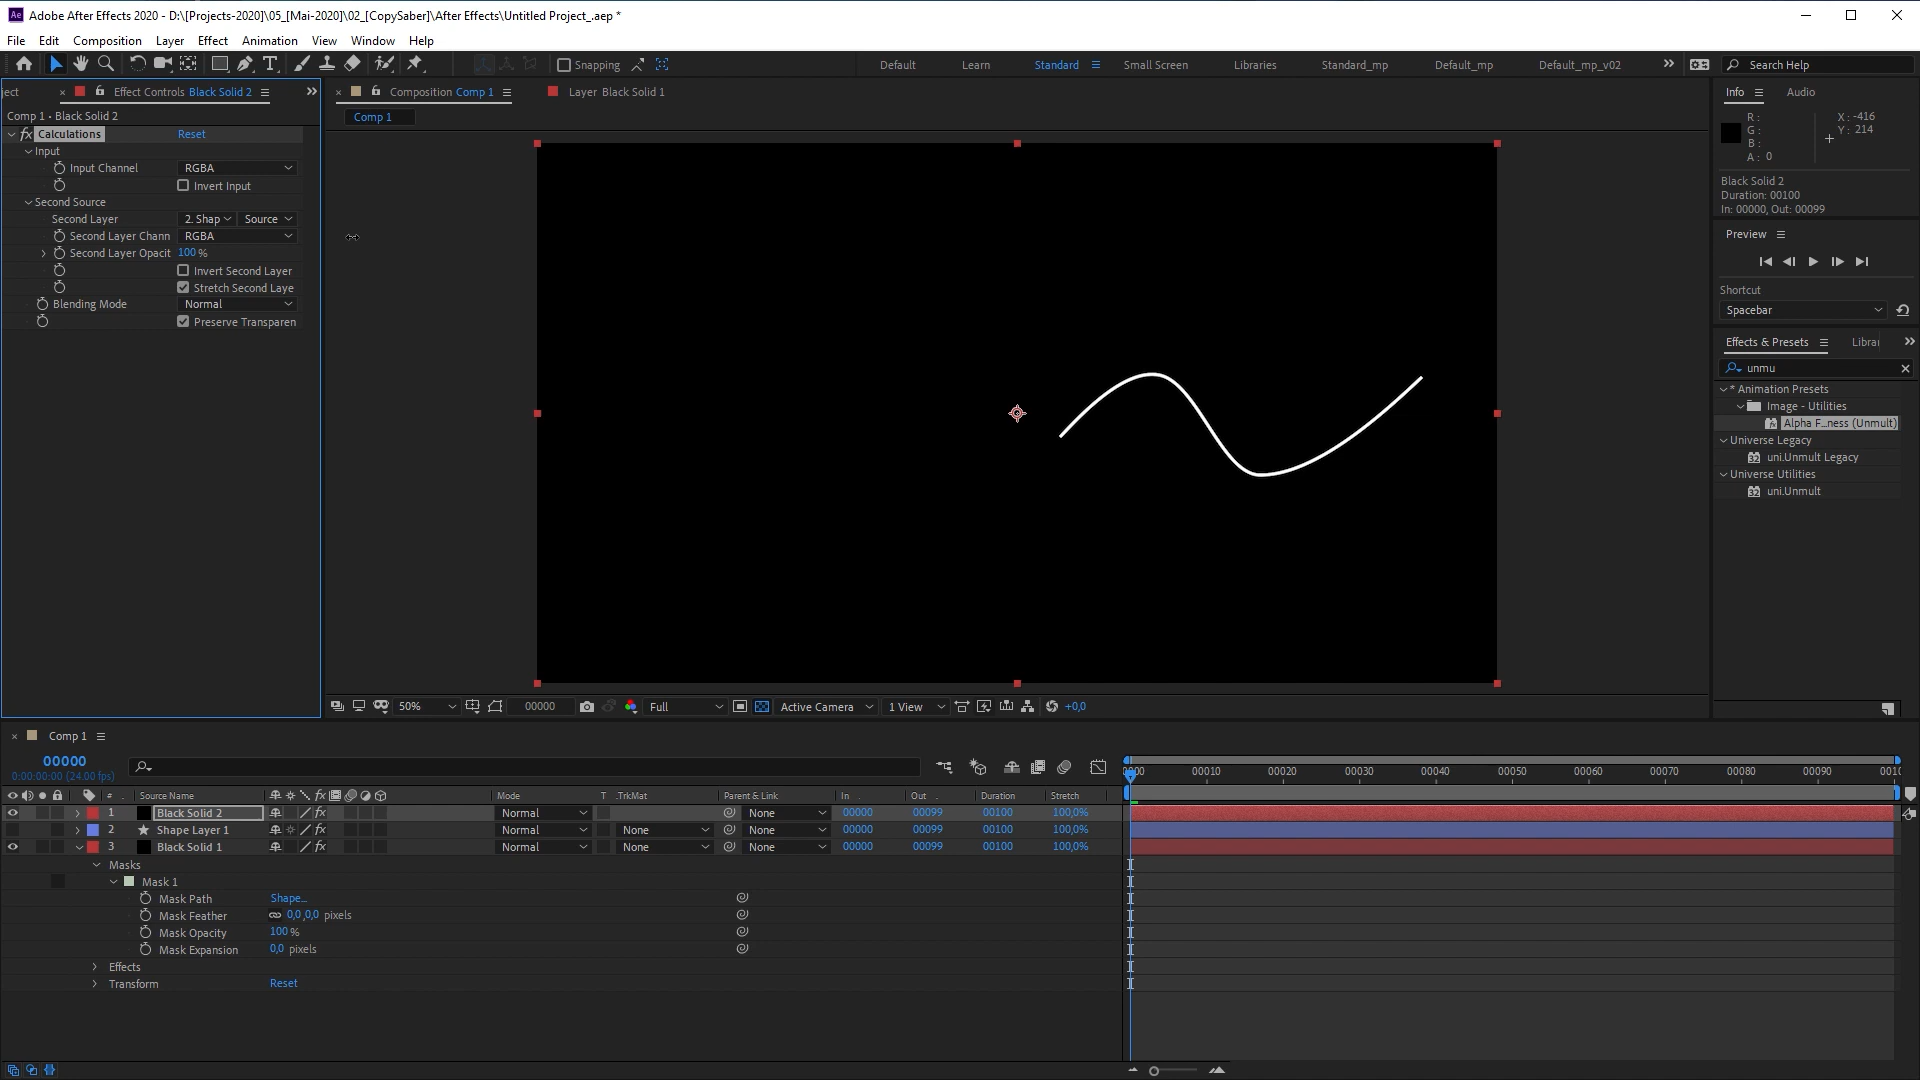 Adobe After Effects 2020 - D:\[Projects-2020]\05_[Mai-2020]\02_[CopySaber]\After Effects\Untitled Project_.aep *
File Edit Composition Layer Effect Animation View Window Help
Snapping Default Learn Standard Small Screen Libraries Standard_mp Default_mp Default_mp_v02 Search Help
ject Effect Controls Black Solid 2
Comp 1 • Black Solid 2
fx Calculations Reset
Input
Input Channel RGBA
Invert Input
Second Source
Second Layer 2. Shap Source
Second Layer Chann RGBA
Second Layer Opacit 100 %
Invert Second Layer
Stretch Second Laye
Blending Mode Normal
Preserve Transparen
Composition Comp 1 Layer Black Solid 1
Comp 1
50% 00000 Full Active Camera 1 View +0,0
Info Audio
R :
G :
B :
A : 0
X : -416
Y : 214
Black Solid 2
Duration: 00100
In: 00000, Out: 00099
Preview
Shortcut
Spacebar
Effects & Presets Librai
unmu
* Animation Presets
Image - Utilities
Alpha F...ness (Unmult)
Universe Legacy
uni.Unmult Legacy
Universe Utilities
uni.Unmult
Comp 1
00000
0:00:00:00 (24.00 fps)
0000 00010 00020 00030 00040 00050 00060 00070 00080 00090 0010
# Source Name fx Mode T .TrkMat Parent & Link In Out Duration Stretch
1 Black Solid 2 fx Normal None 00000 00099 00100 100,0%
2 Shape Layer 1 Normal None None 00000 00099 00100 100,0%
3 Black Solid 1 fx Normal None None 00000 00099 00100 100,0%
Masks
Mask 1
Mask Path Shape...
Mask Feather 0,0,0,0 pixels
Mask Opacity 100 %
Mask Expansion 0,0 pixels
Effects
Transform Reset